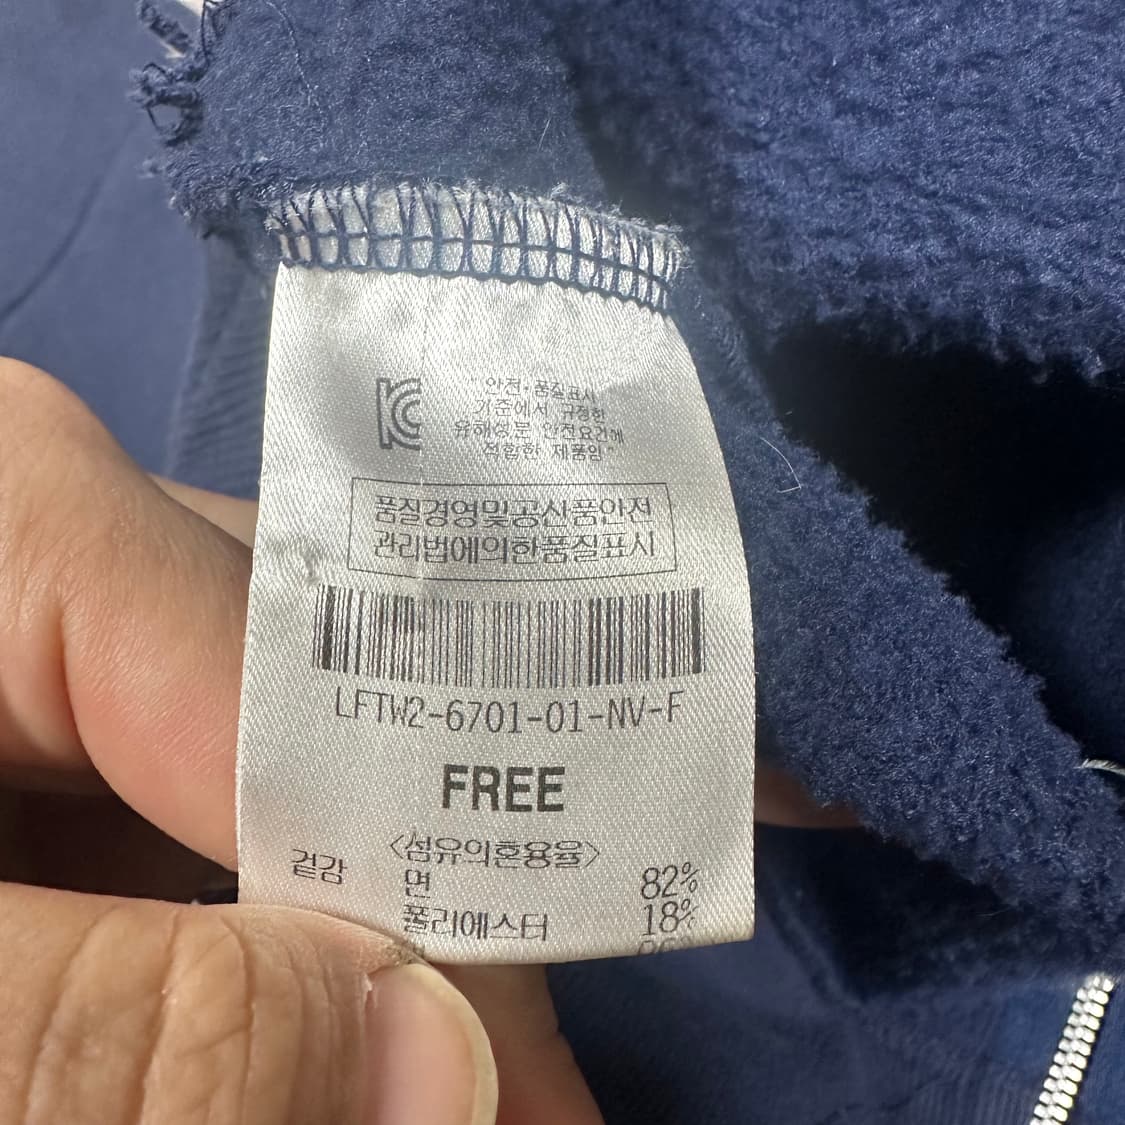 " 안전·품질표시
기준에서 규정한
유해성분 안전요건에
적합한 제품임"
품질경영및공산품안전
관리법에의한품질표시
LFTW2-6701-01-NV-F
FREE
<섬유의혼용율>
겉감 면 82%
폴리에스터 18%